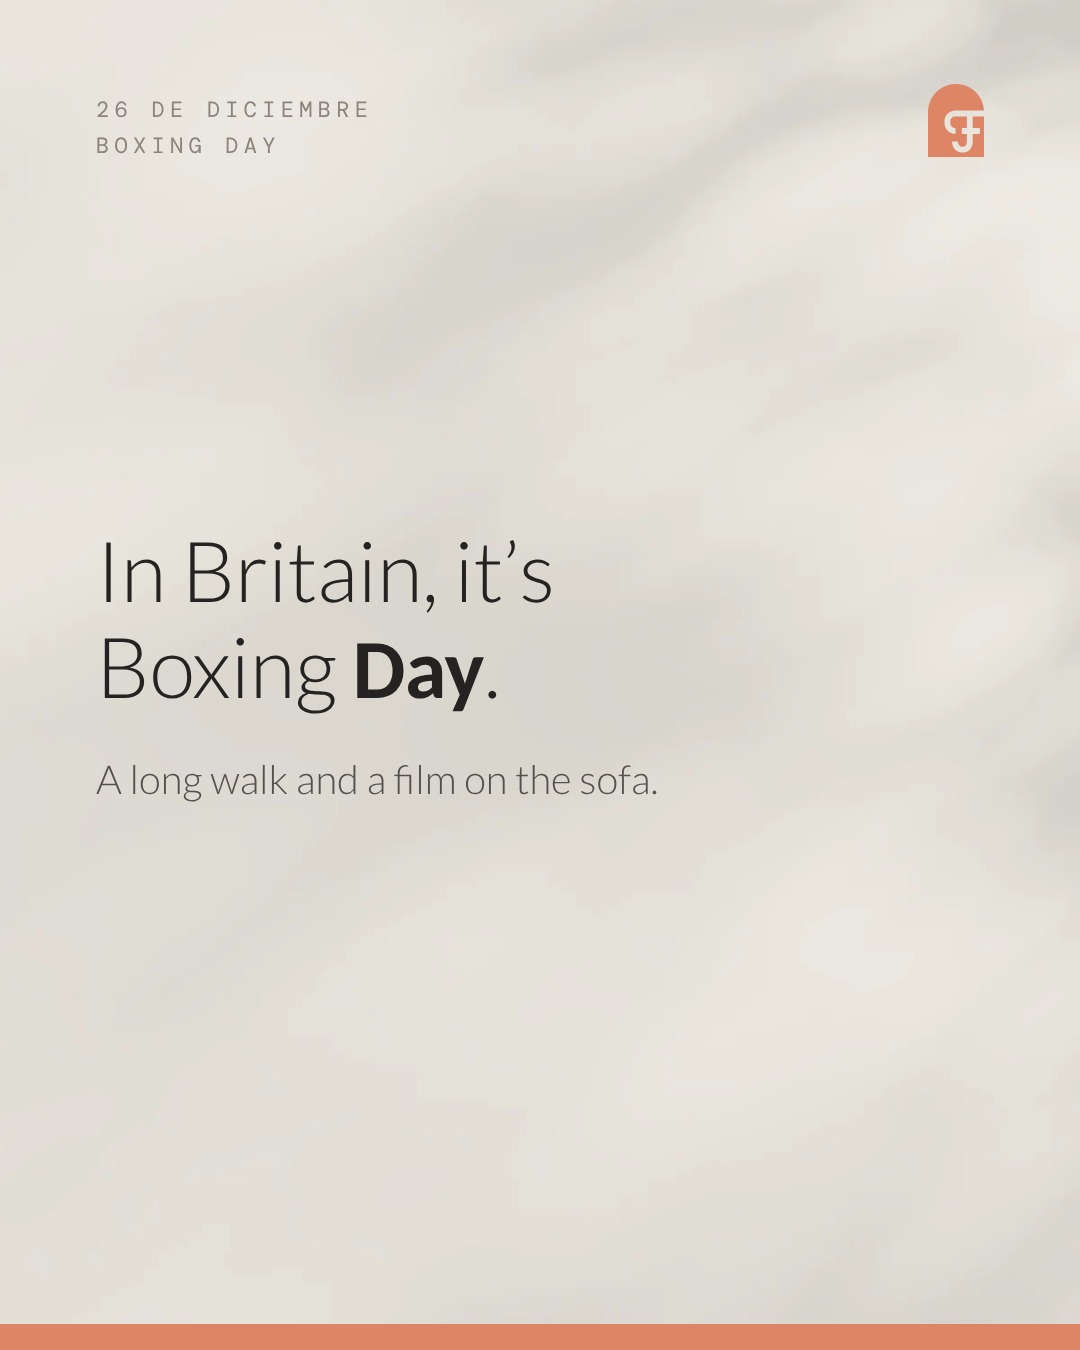 26 DE DICIEMBRE
BOXING DAY
In Britain, it’s
Boxing Day.
A long walk and a film on the sofa.